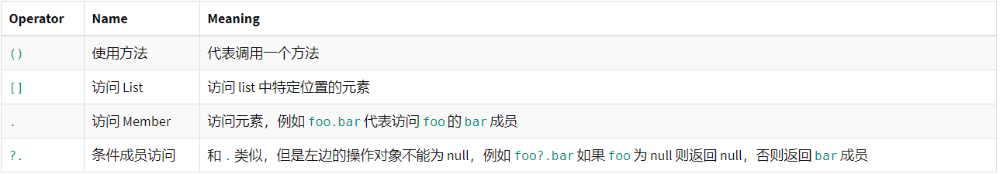 Operator Name Meaning
() 使用方法 代表调用一个方法
[] 访问 List 访问 list 中特定位置的元素
. 访问 Member 访问元素，例如 foo.bar 代表访问 foo 的 bar 成员
?. 条件成员访问 和 . 类似，但是左边的操作对象不能为 null，例如 foo?.bar 如果 foo 为 null 则返回 null，否则返回 bar 成员